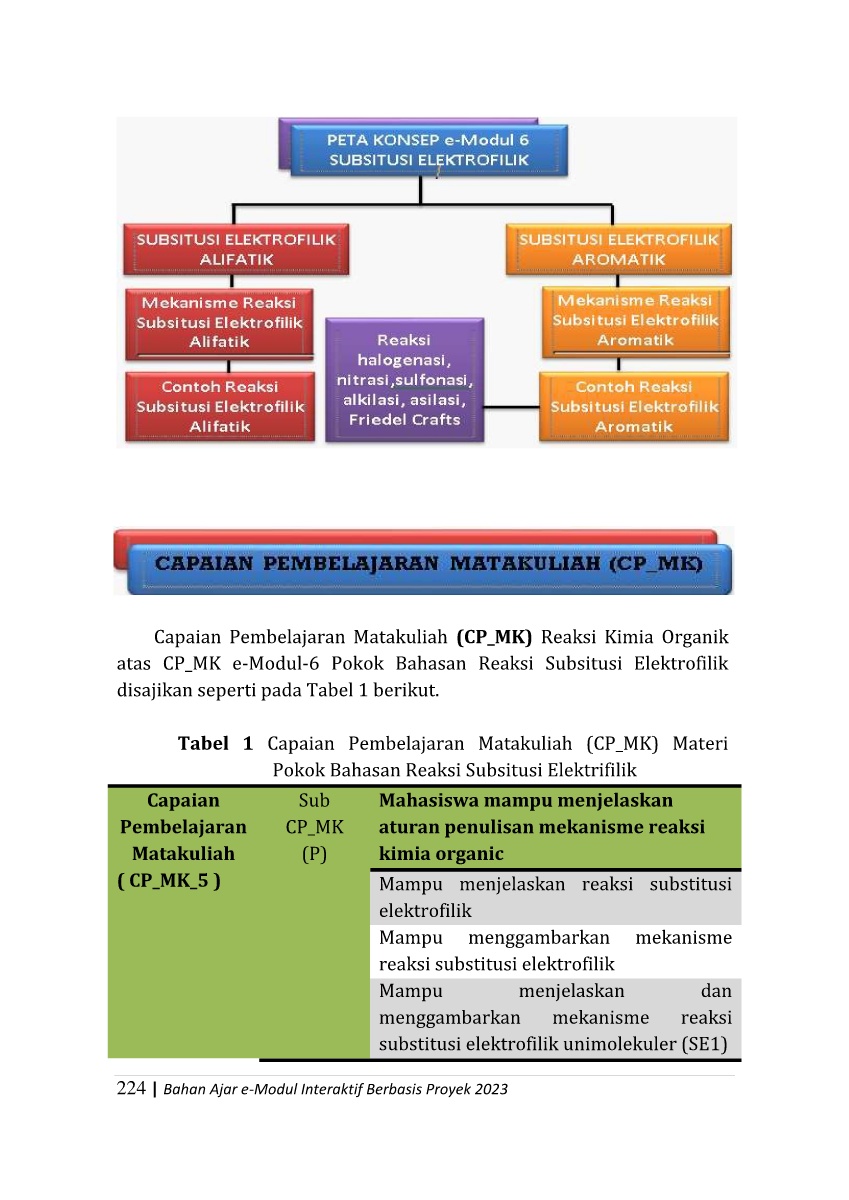 PETA KONSEP e-Modul 6
SUBSITUSI ELEKTROFILIK
SUBSITUSI ELEKTROFILIK
ALIFATIK
SUBSITUSI ELEKTROFILIK
AROMATIK
Mekanisme Reaksi
Subsitusi Elektrofilik
Alifatik
Mekanisme Reaksi
Subsitusi Elektrofilik
Aromatik
Reaksi
halogenasi,
nitrasi,sulfonasi,
alkilasi, asilasi,
Friedel Crafts
Contoh Reaksi
Subsitusi Elektrofilik
Alifatik
Contoh Reaksi
Subsitusi Elektrofilik
Aromatik
CAPAIAN PEMBELAJARAN MATAKULIAH (CP_MK)
Capaian Pembelajaran Matakuliah (CP_MK) Reaksi Kimia Organik
atas CP_MK e-Modul-6 Pokok Bahasan Reaksi Subsitusi Elektrofilik
disajikan seperti pada Tabel 1 berikut.
Tabel 1 Capaian Pembelajaran Matakuliah (CP_MK) Materi
Pokok Bahasan Reaksi Subsitusi Elektrifilik
Capaian
Pembelajaran
Matakuliah
( CP_MK_5 )
Sub
CP_MK
(P)
Mahasiswa mampu menjelaskan
aturan penulisan mekanisme reaksi
kimia organic
Mampu menjelaskan reaksi substitusi
elektrofilik
Mampu menggambarkan mekanisme
reaksi substitusi elektrofilik
Mampu menjelaskan dan
menggambarkan mekanisme reaksi
substitusi elektrofilik unimolekuler (SE1)
224 | Bahan Ajar e-Modul Interaktif Berbasis Proyek 2023